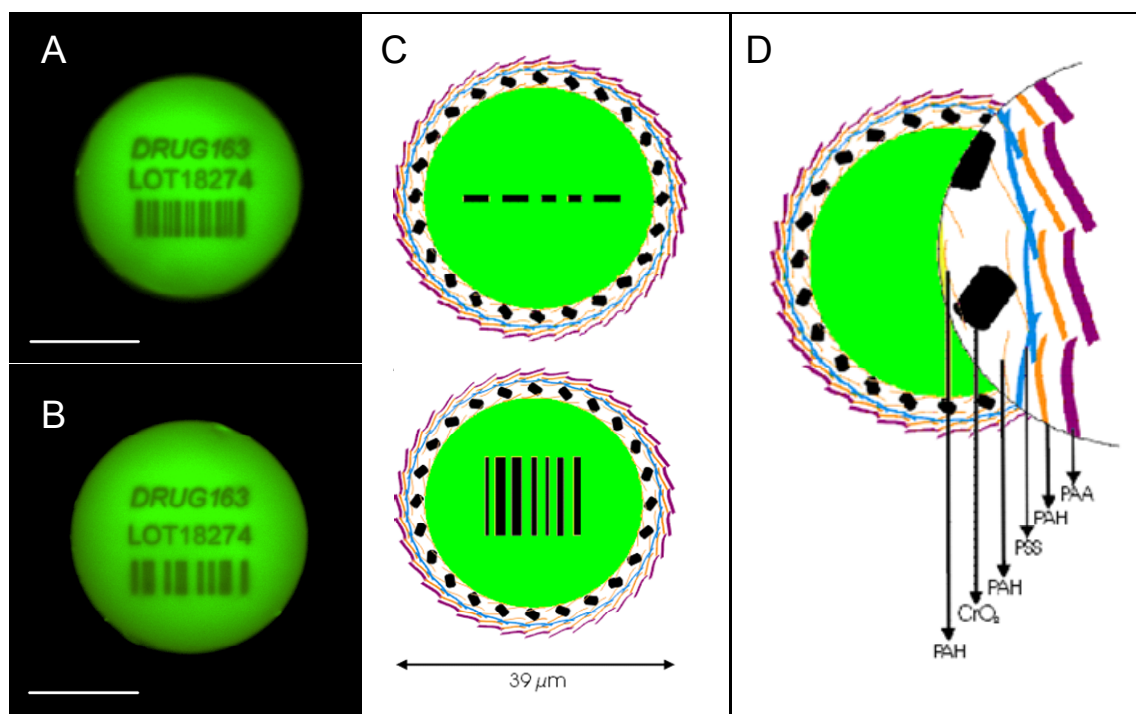 A
DRUG163
LOT18274
B
DRUG163
LOT18274
C
39 µm
D
PAA
PAH
PSS
PAH
CrO₂
PAH